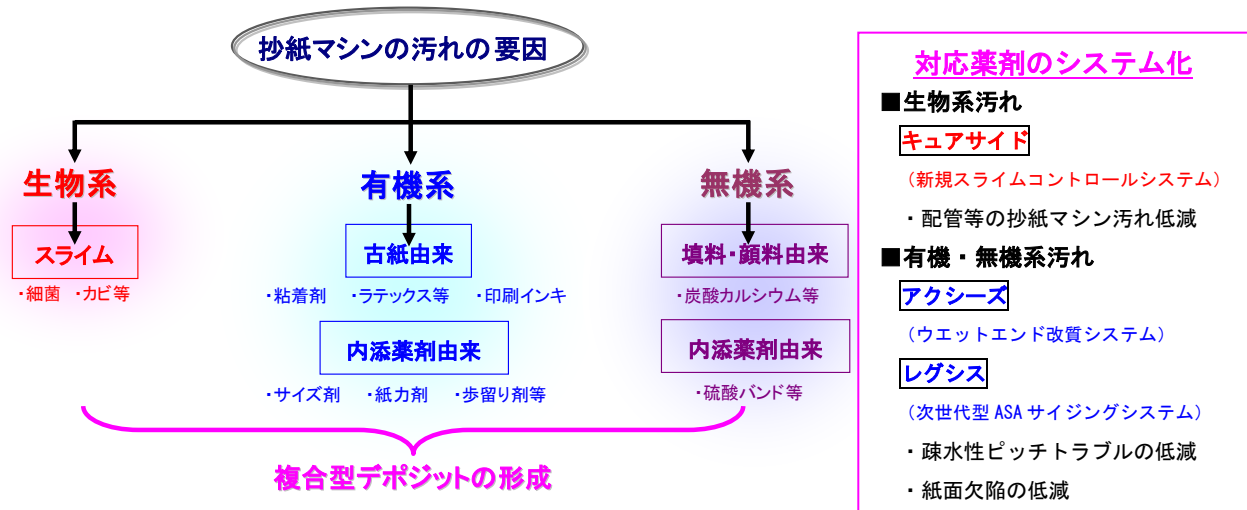 抄紙マシンの汚れの要因
生物系
スライム
・細菌 ・カビ等
有機系
古紙由来
・粘着剤 ・ラテックス等 ・印刷インキ
内添薬剤由来
・サイズ剤 ・紙力剤 ・歩留り剤等
無機系
填料・顔料由来
・炭酸カルシウム等
内添薬剤由来
・硫酸バンド等
複合型デポジットの形成
対応薬剤のシステム化
■生物系汚れ
キュアサイド
（新規スライムコントロールシステム）
・配管等の抄紙マシン汚れ低減
■有機・無機系汚れ
アクシーズ
（ウエットエンド改質システム）
レグシス
（次世代型 ASA サイジングシステム）
・疎水性ピッチトラブルの低減
・紙面欠陥の低減